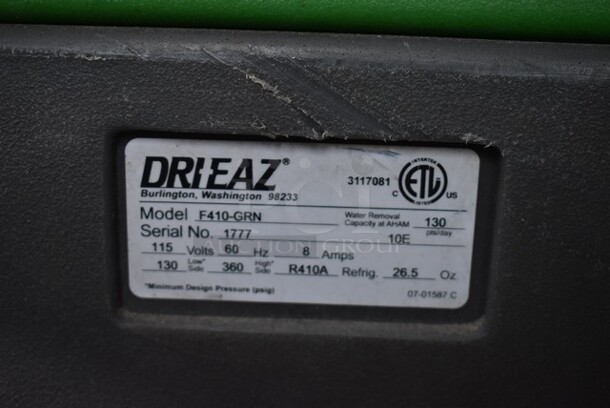 DRI-EAZ®
Burlington, Washington 98233
3117081
INTERTEK
C ETL US
Model F410-GRN
Water Removal Capacity at AHAM 130 pts/day
Serial No. 1777 10E
115 Volts 60 Hz 8 Amps
130 Low* Side 360 High* Side R410A Refrig. 26.5 Oz.
*Minimum Design Pressure (psig)
07-01587 C
AUCTION GROUP